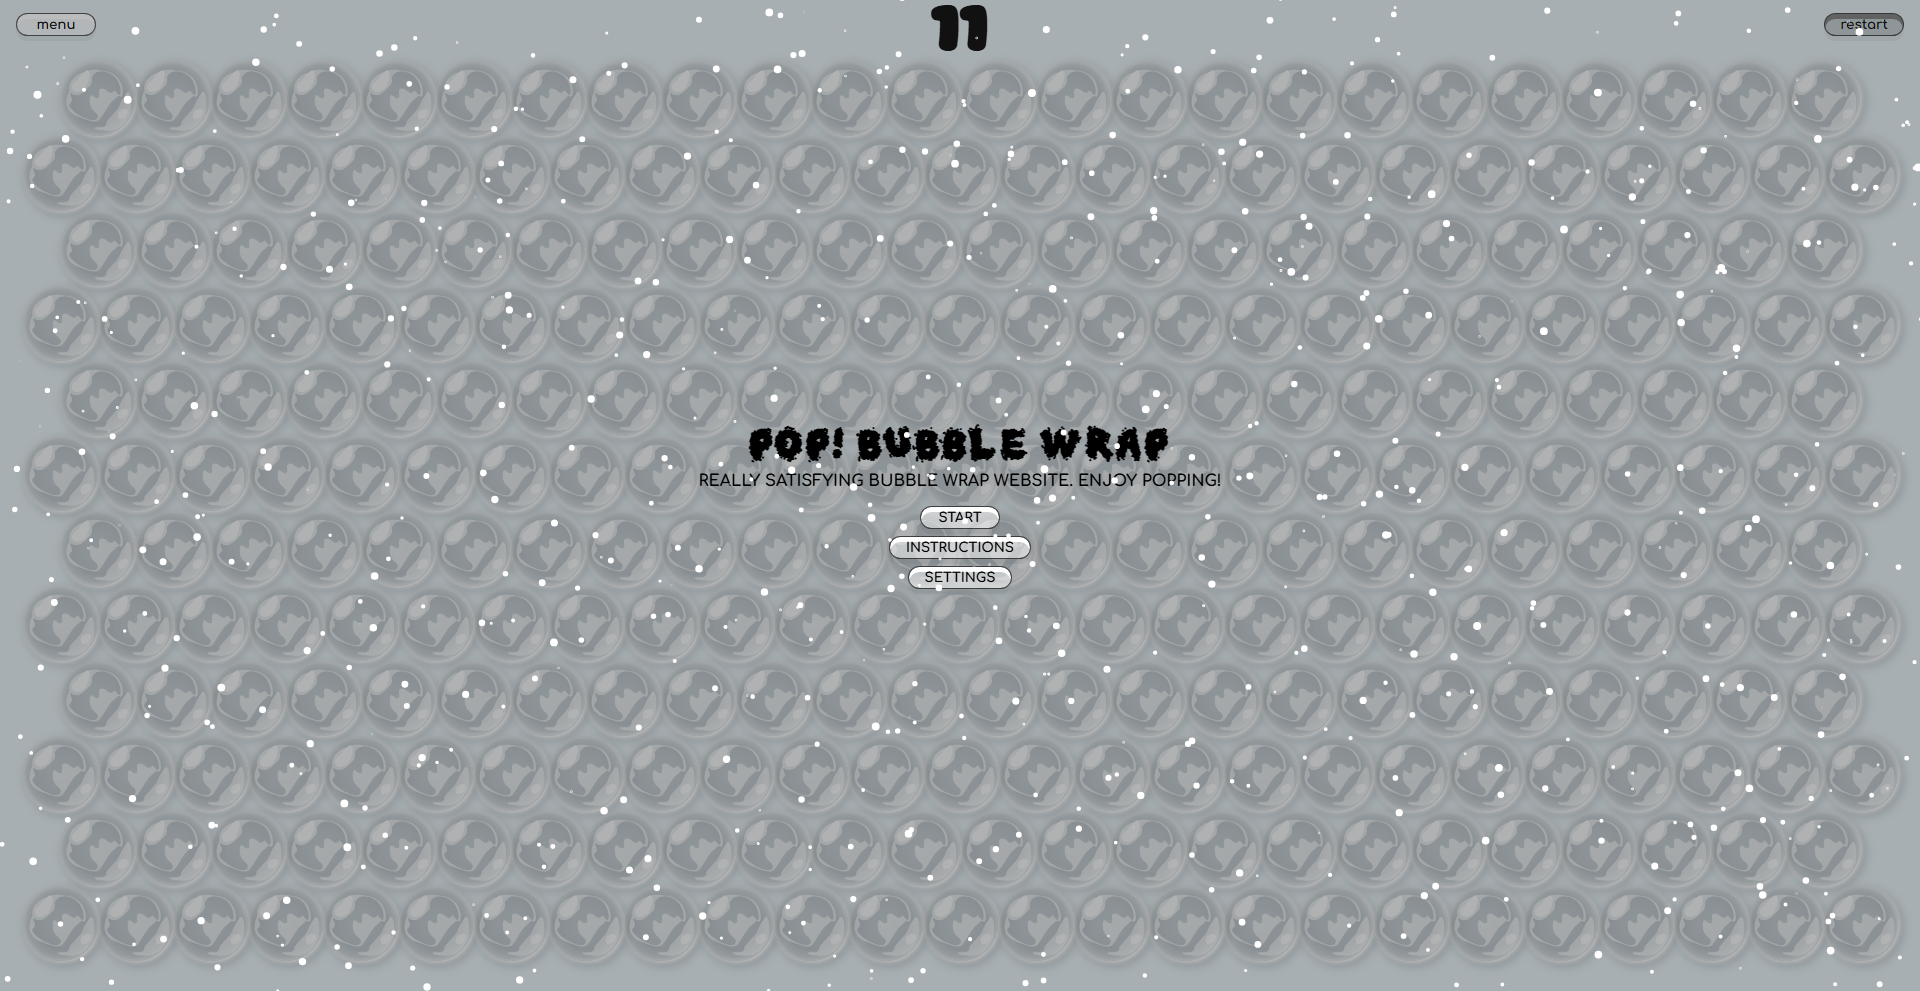 menu
11
restart
POP! BUBBLE WRAP
REALLY SATISFYING BUBBLE WRAP WEBSITE. ENJOY POPPING!
START
INSTRUCTIONS
SETTINGS